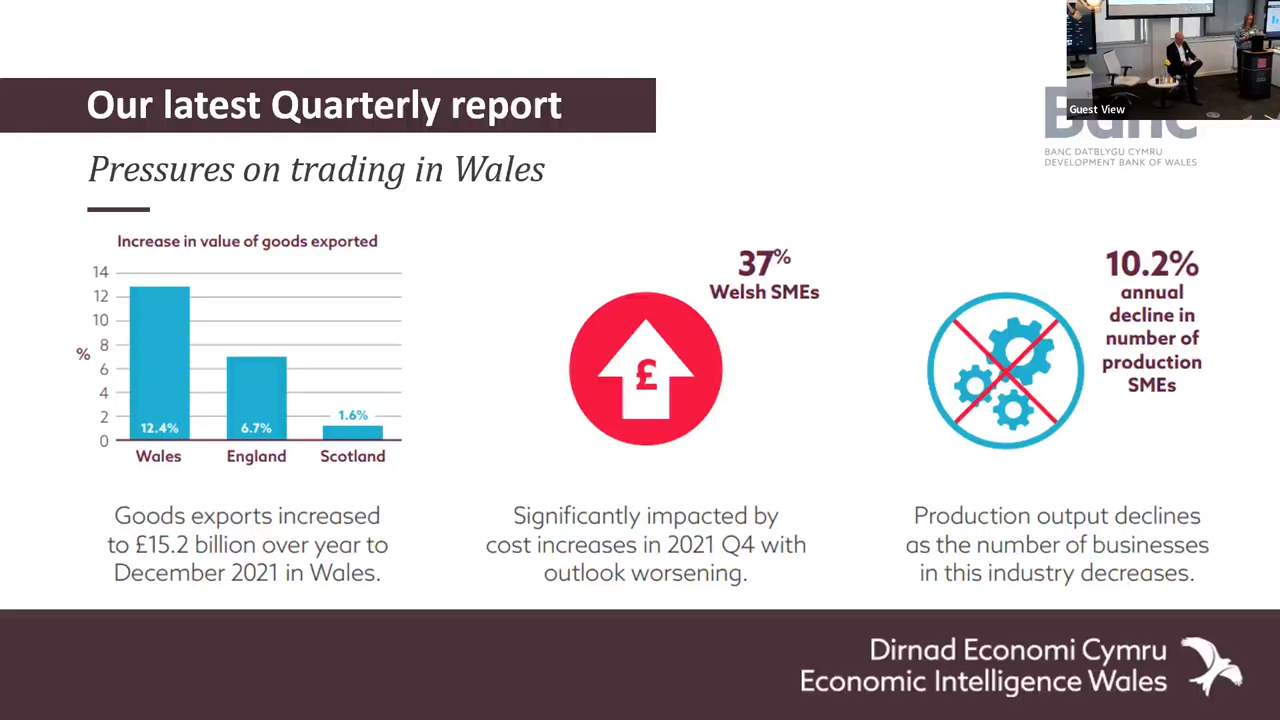 Our latest Quarterly report
Guest View
Banc
BANC DATBLYGU CYMRU
DEVELOPMENT BANK OF WALES
Pressures on trading in Wales
Increase in value of goods exported
14
12
10
8
%
6
4
2
0
12.4%
6.7%
1.6%
Wales
England
Scotland
37%
Welsh SMEs
£
10.2%
annual
decline in
number of
production
SMEs
Goods exports increased
to £15.2 billion over year to
December 2021 in Wales.
Significantly impacted by
cost increases in 2021 Q4 with
outlook worsening.
Production output declines
as the number of businesses
in this industry decreases.
Dirnad Economi Cymru
Economic Intelligence Wales